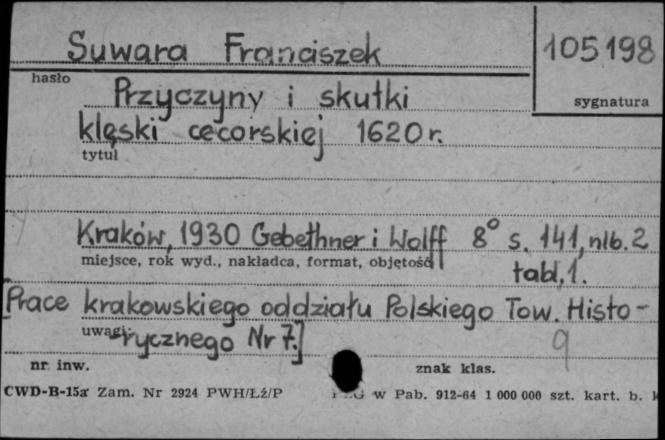 Suwara Franciszek 105198
hasło
Przyczyny i skutki sygnatura
klęski cecorskiej 1620 r.
tytuł
Kraków, 1930 Gebethner i Wolff 8° s. 141, nlb. 2
miejsce, rok wyd., nakładca, format, objętość
tabl, 1.
[Prace krakowskiego oddziału Polskiego Tow. Histo-
uwagi
rycznego Nr 7.] 9
nr inw. znak klas.
CWD-B-15a Zam. Nr 2924 PWH/Łź/P w Pab. 912-64 1 000 000 szt. kart. b.